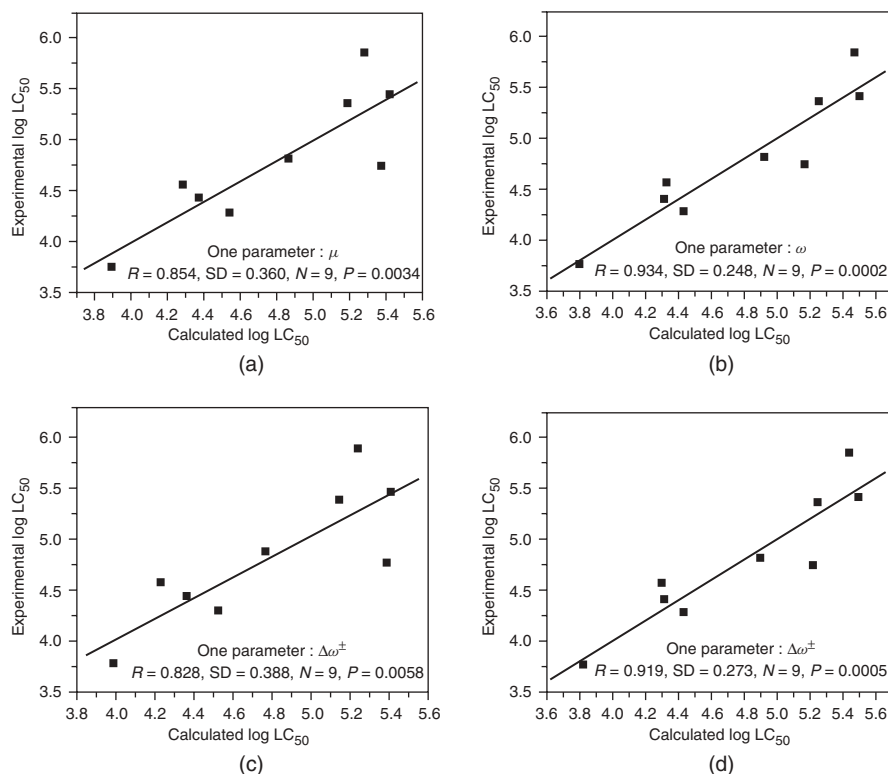 Experimental log LC50
6.0
5.5
5.0
4.5
4.0
3.5
One parameter : μ
R = 0.854, SD = 0.360, N = 9, P = 0.0034
3.8 4.0 4.2 4.4 4.6 4.8 5.0 5.2 5.4 5.6
Calculated log LC50
(a)
Experimental log LC50
6.0
5.5
5.0
4.5
4.0
3.5
One parameter : ω
R = 0.934, SD = 0.248, N = 9, P = 0.0002
3.6 3.8 4.0 4.2 4.4 4.6 4.8 5.0 5.2 5.4 5.6
Calculated log LC50
(b)
Experimental log LC50
6.0
5.5
5.0
4.5
4.0
3.5
One parameter : Δω±
R = 0.828, SD = 0.388, N = 9, P = 0.0058
3.8 4.0 4.2 4.4 4.6 4.8 5.0 5.2 5.4 5.6
Calculated log LC50
(c)
Experimental log LC50
6.0
5.5
5.0
4.5
4.0
3.5
One parameter : Δω±
R = 0.919, SD = 0.273, N = 9, P = 0.0005
3.6 3.8 4.0 4.2 4.4 4.6 4.8 5.0 5.2 5.4 5.6
Calculated log LC50
(d)